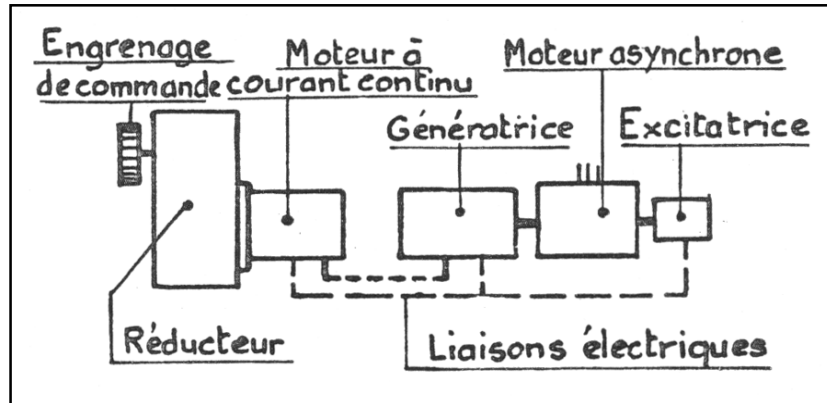 Engrenage
de commande
Moteur à
courant continu
Moteur asynchrone
Génératrice
Excitatrice
Réducteur
Liaisons électriques